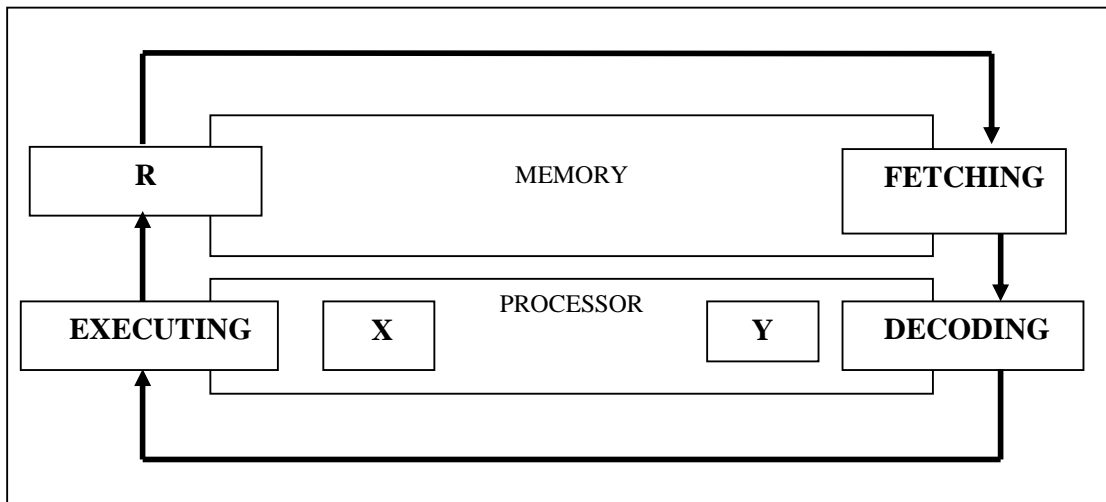 R
MEMORY
FETCHING
PROCESSOR
EXECUTING
X
Y
DECODING